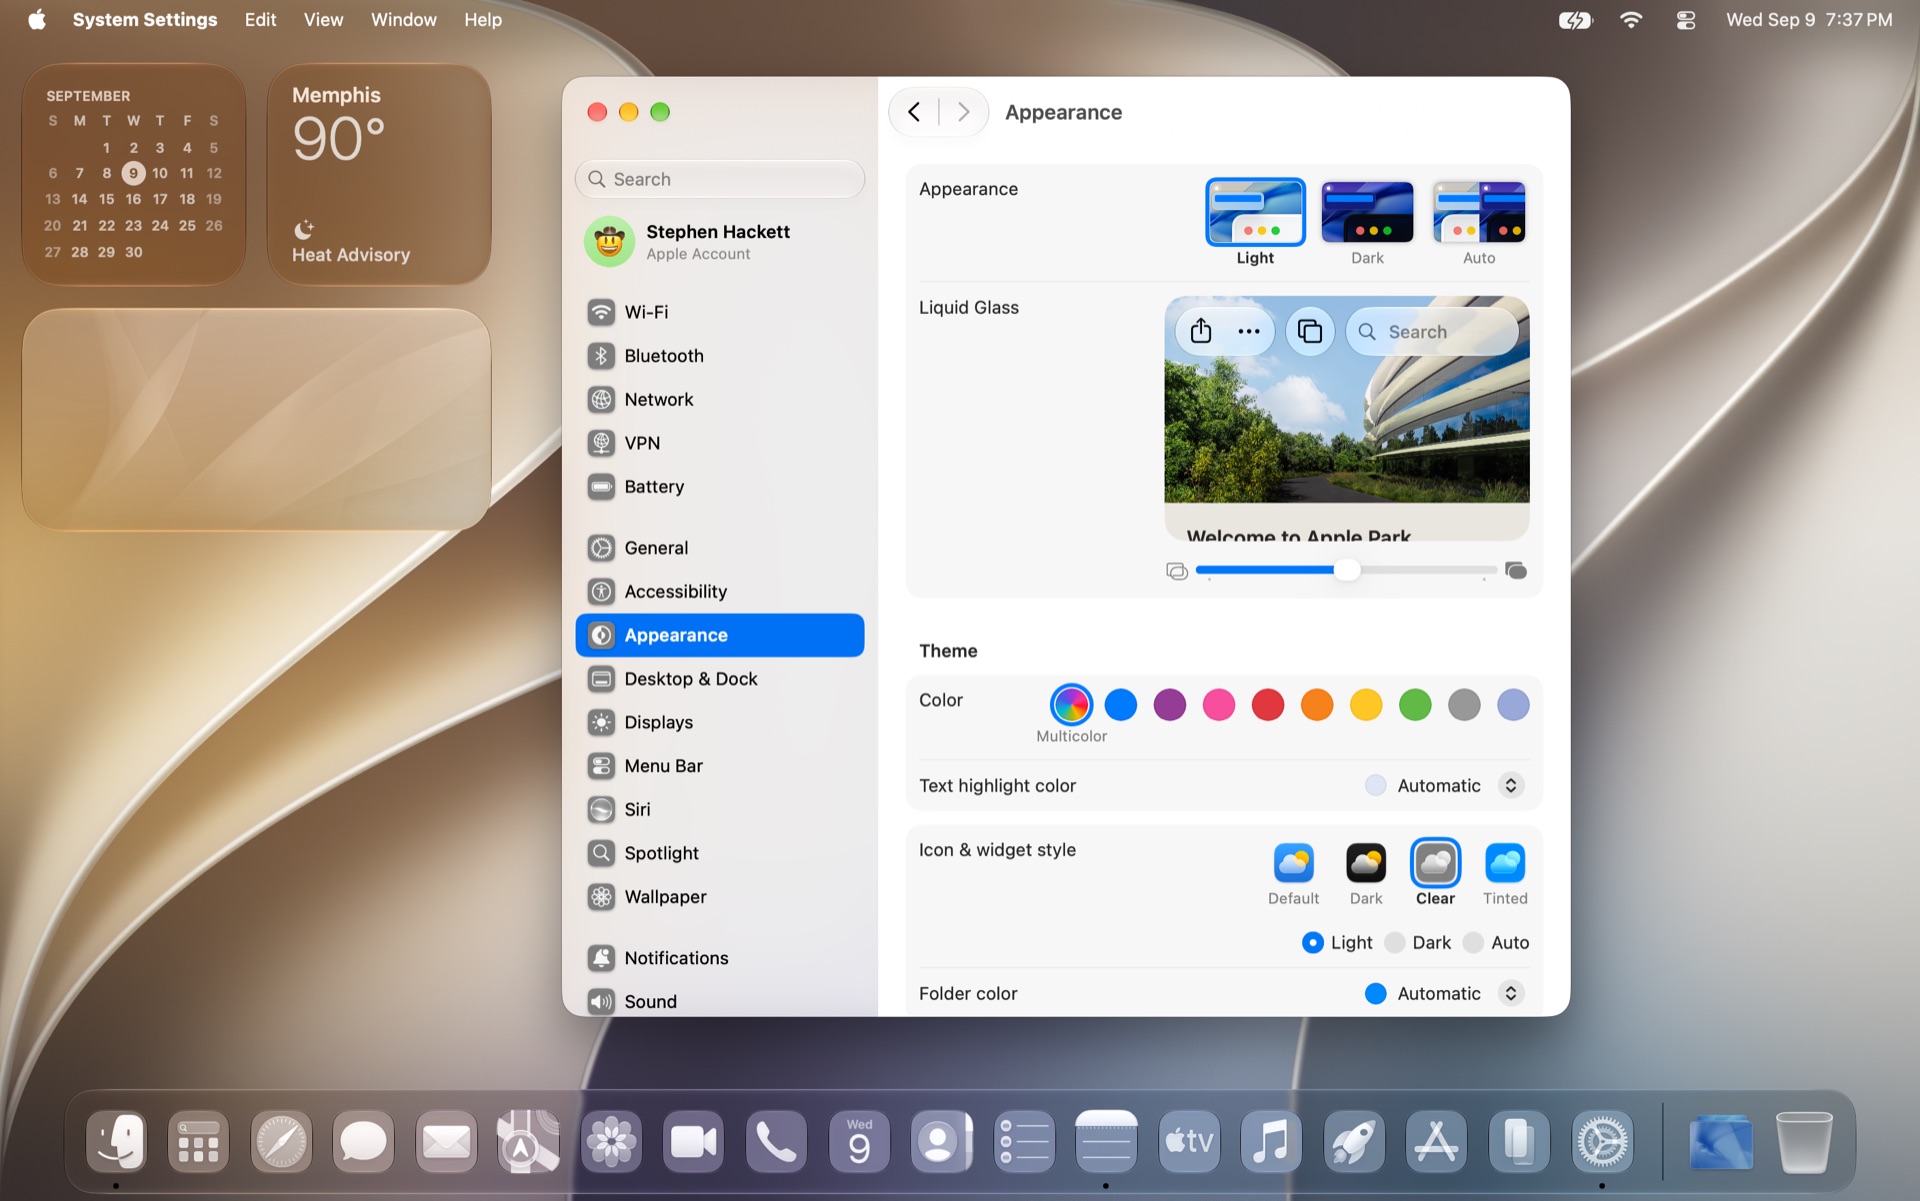 System Settings Edit View Window Help
Wed Sep 9 7:37 PM
SEPTEMBER
S M T W T F S
1 2 3 4 5
6 7 8 9 10 11 12
13 14 15 16 17 18 19
20 21 22 23 24 25 26
27 28 29 30
Memphis
90°
Heat Advisory
Search
Stephen Hackett
Apple Account
Wi-Fi
Bluetooth
Network
VPN
Battery
General
Accessibility
Appearance
Desktop & Dock
Displays
Menu Bar
Siri
Spotlight
Wallpaper
Notifications
Sound
Appearance
Appearance
Light Dark Auto
Liquid Glass
Search
Welcome to Apple Park
Theme
Color
Multicolor
Text highlight color
Automatic
Icon & widget style
Default Dark Clear Tinted
Light Dark Auto
Folder color
Automatic
Wed
9
tv